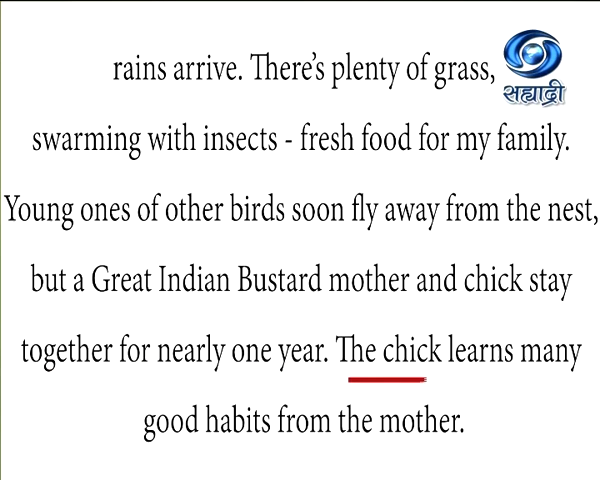 rains arrive. There's plenty of grass,
सह्याद्री
swarming with insects - fresh food for my family.
Young ones of other birds soon fly away from the nest,
but a Great Indian Bustard mother and chick stay
together for nearly one year. The chick learns many
good habits from the mother.